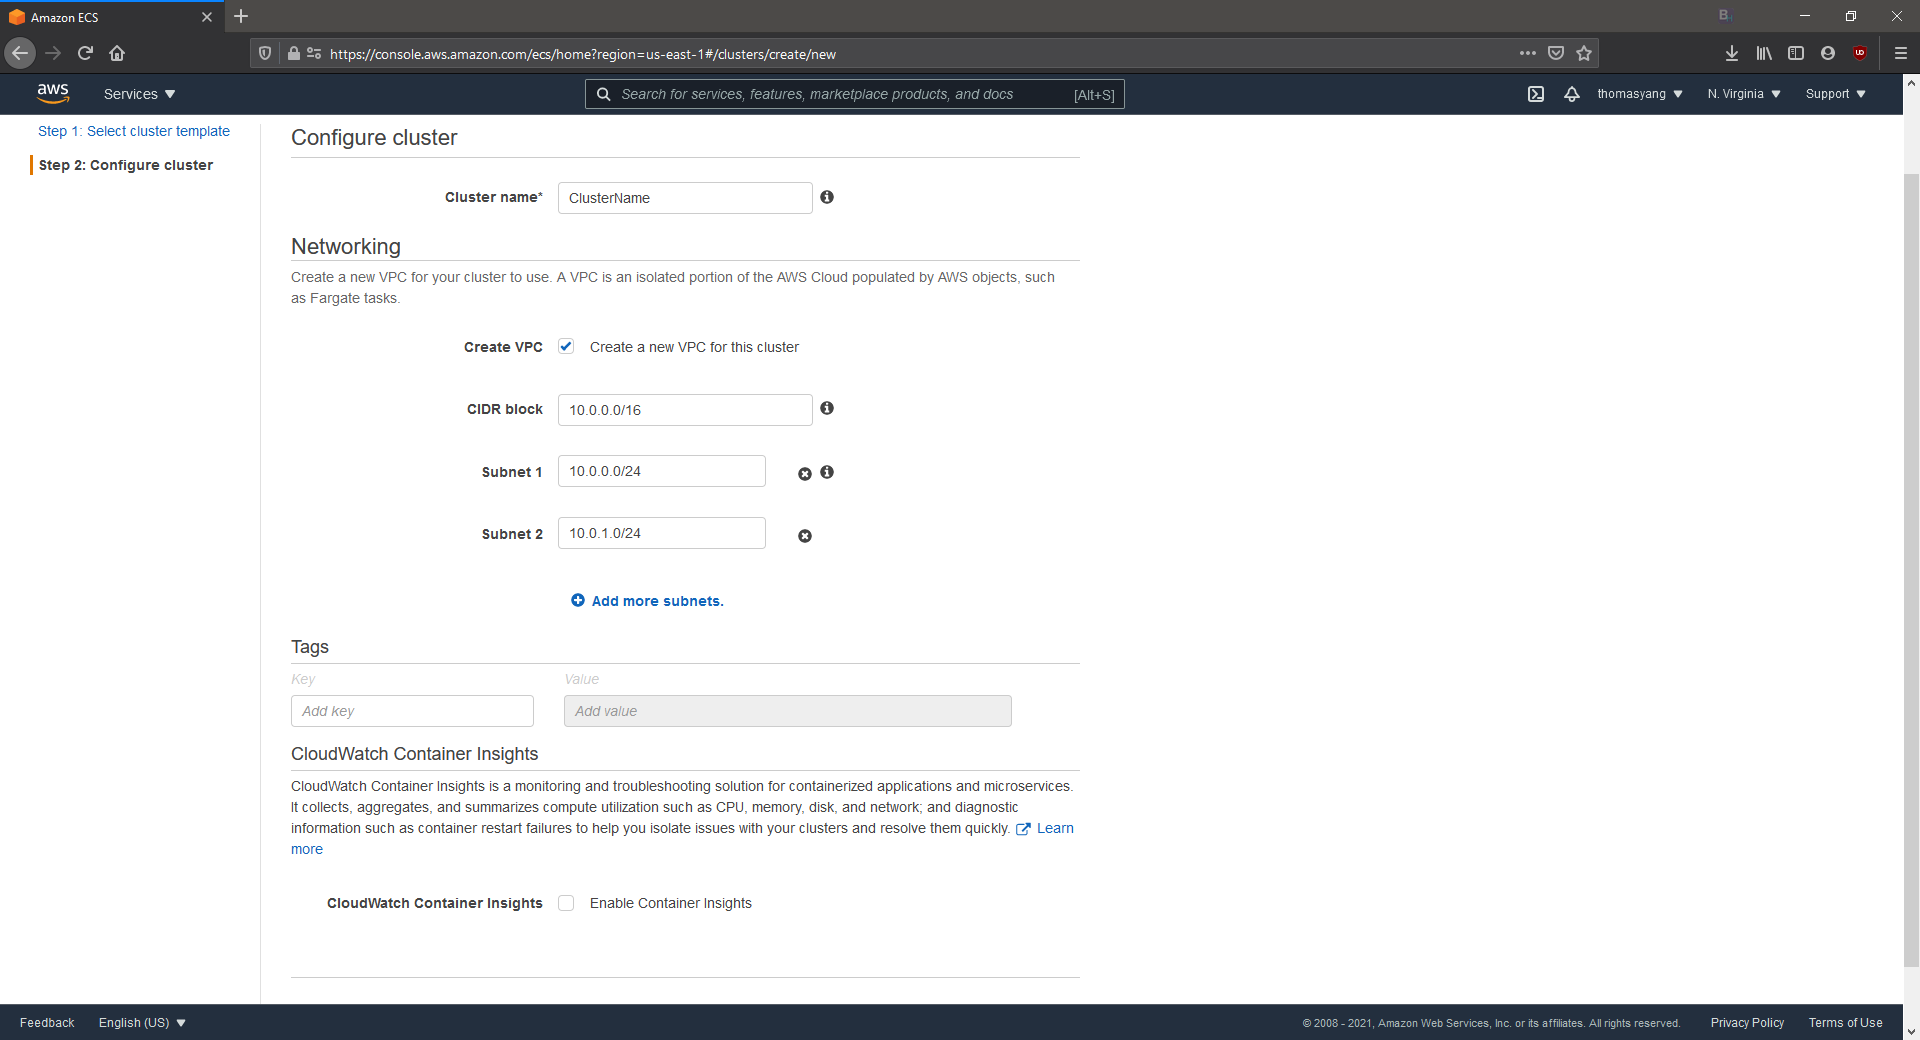 Amazon ECS
https://console.aws.amazon.com/ecs/home?region=us-east-1#/clusters/create/new
aws Services Search for services, features, marketplace products, and docs [Alt+S] thomasyang N. Virginia Support
Step 1: Select cluster template
Step 2: Configure cluster
Configure cluster
Cluster name* ClusterName
Networking
Create a new VPC for your cluster to use. A VPC is an isolated portion of the AWS Cloud populated by AWS objects, such
as Fargate tasks.
Create VPC Create a new VPC for this cluster
CIDR block 10.0.0.0/16
Subnet 1 10.0.0.0/24
Subnet 2 10.0.1.0/24
Add more subnets.
Tags
Key Value
Add key Add value
CloudWatch Container Insights
CloudWatch Container Insights is a monitoring and troubleshooting solution for containerized applications and microservices.
It collects, aggregates, and summarizes compute utilization such as CPU, memory, disk, and network; and diagnostic
information such as container restart failures to help you isolate issues with your clusters and resolve them quickly. Learn
more
CloudWatch Container Insights Enable Container Insights
Feedback English (US) © 2008 - 2021, Amazon Web Services, Inc. or its affiliates. All rights reserved. Privacy Policy Terms of Use